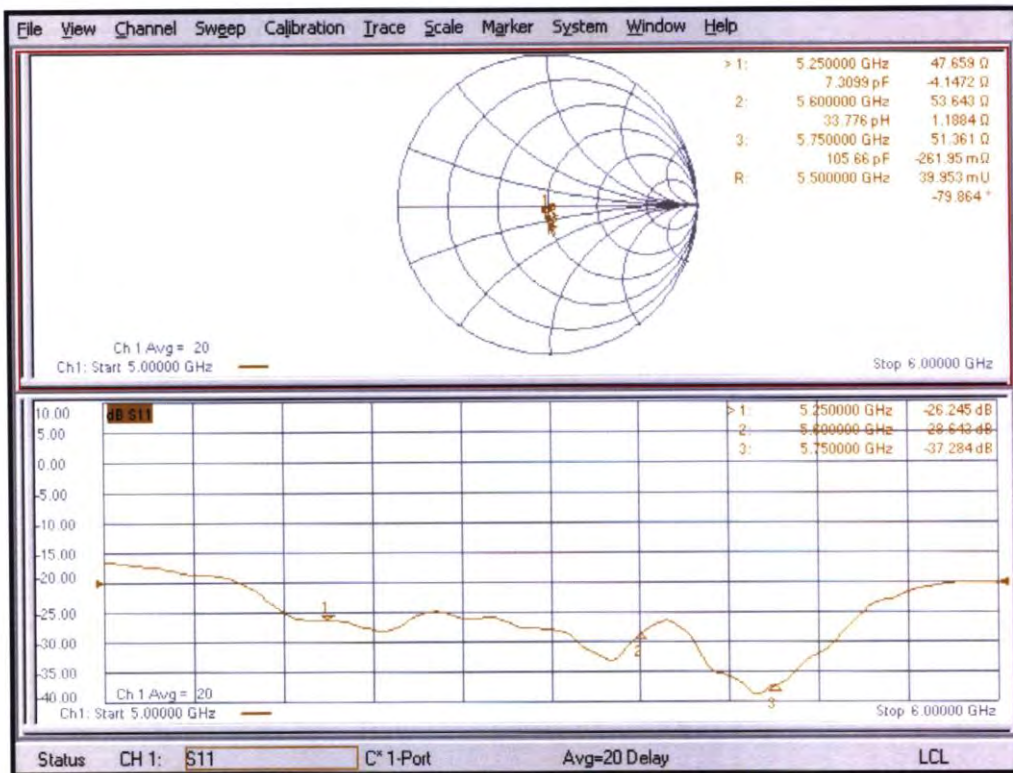 File View Channel Sweep Calibration Trace Scale Marker System Window Help
> 1: 5.250000 GHz 47.659 Ω
7.3099 pF -4.1472 Ω
2: 5.600000 GHz 53.643 Ω
33.776 pH 1.1884 Ω
3: 5.750000 GHz 51.361 Ω
105.66 pF -261.95 mΩ
R: 5.500000 GHz 39.953 mU
-79.864 °
Ch 1 Avg = 20
Ch1: Start 5.00000 GHz
Stop 6.00000 GHz
10.00
dB S11
> 1: 5.250000 GHz -26.245 dB
5.00
2: 5.600000 GHz -28.643 dB
3: 5.750000 GHz -37.284 dB
0.00
-5.00
-10.00
-15.00
-20.00
-25.00
1
-30.00
2
-35.00
3
-40.00
Ch 1 Avg = 20
Ch1: Start 5.00000 GHz
Stop 6.00000 GHz
Status CH 1: S11 C* 1-Port Avg=20 Delay LCL